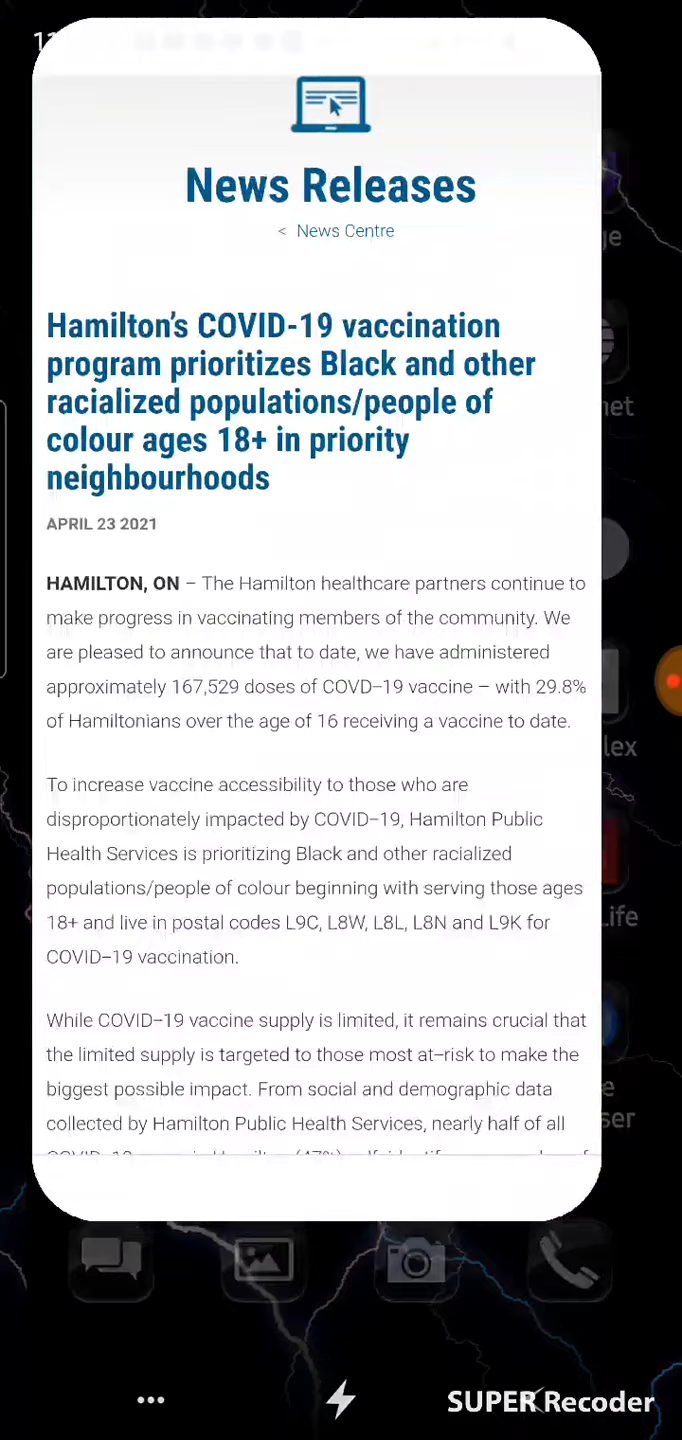 News Releases
< News Centre
Hamilton's COVID-19 vaccination
program prioritizes Black and other
racialized populations/people of
colour ages 18+ in priority
neighbourhoods
APRIL 23 2021
HAMILTON, ON – The Hamilton healthcare partners continue to
make progress in vaccinating members of the community. We
are pleased to announce that to date, we have administered
approximately 167,529 doses of COVD–19 vaccine – with 29.8%
of Hamiltonians over the age of 16 receiving a vaccine to date.
To increase vaccine accessibility to those who are
disproportionately impacted by COVID–19, Hamilton Public
Health Services is prioritizing Black and other racialized
populations/people of colour beginning with serving those ages
18+ and live in postal codes L9C, L8W, L8L, L8N and L9K for
COVID–19 vaccination.
While COVID–19 vaccine supply is limited, it remains crucial that
the limited supply is targeted to those most at–risk to make the
biggest possible impact. From social and demographic data
collected by Hamilton Public Health Services, nearly half of all
SUPER Recoder